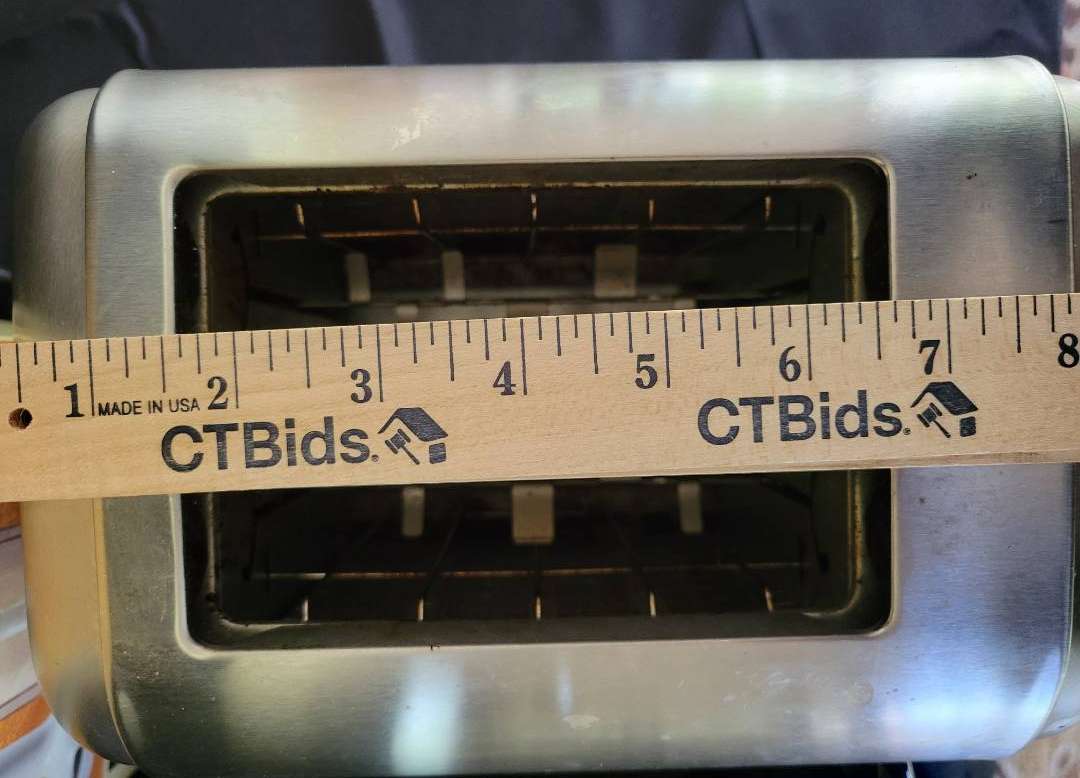 1 2 3 4 5 6 7 8
MADE IN USA
CTBids. CTBids.